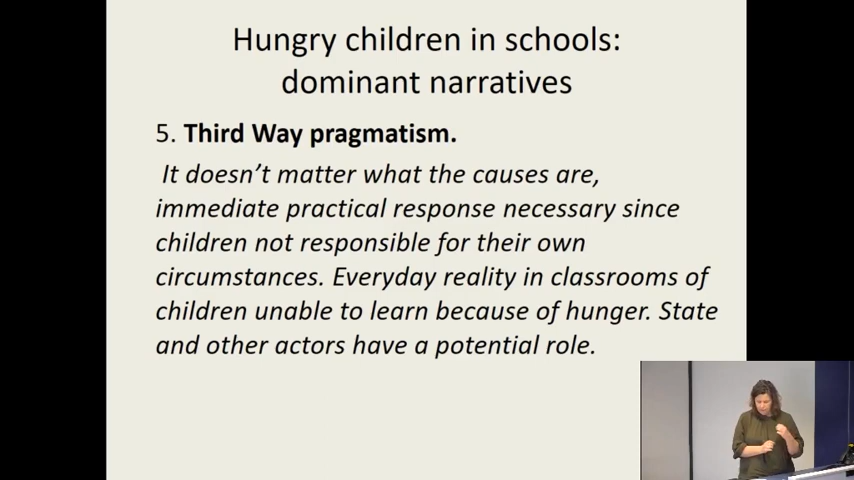 Hungry children in schools:
dominant narratives
5. Third Way pragmatism.
It doesn’t matter what the causes are,
immediate practical response necessary since
children not responsible for their own
circumstances. Everyday reality in classrooms of
children unable to learn because of hunger. State
and other actors have a potential role.